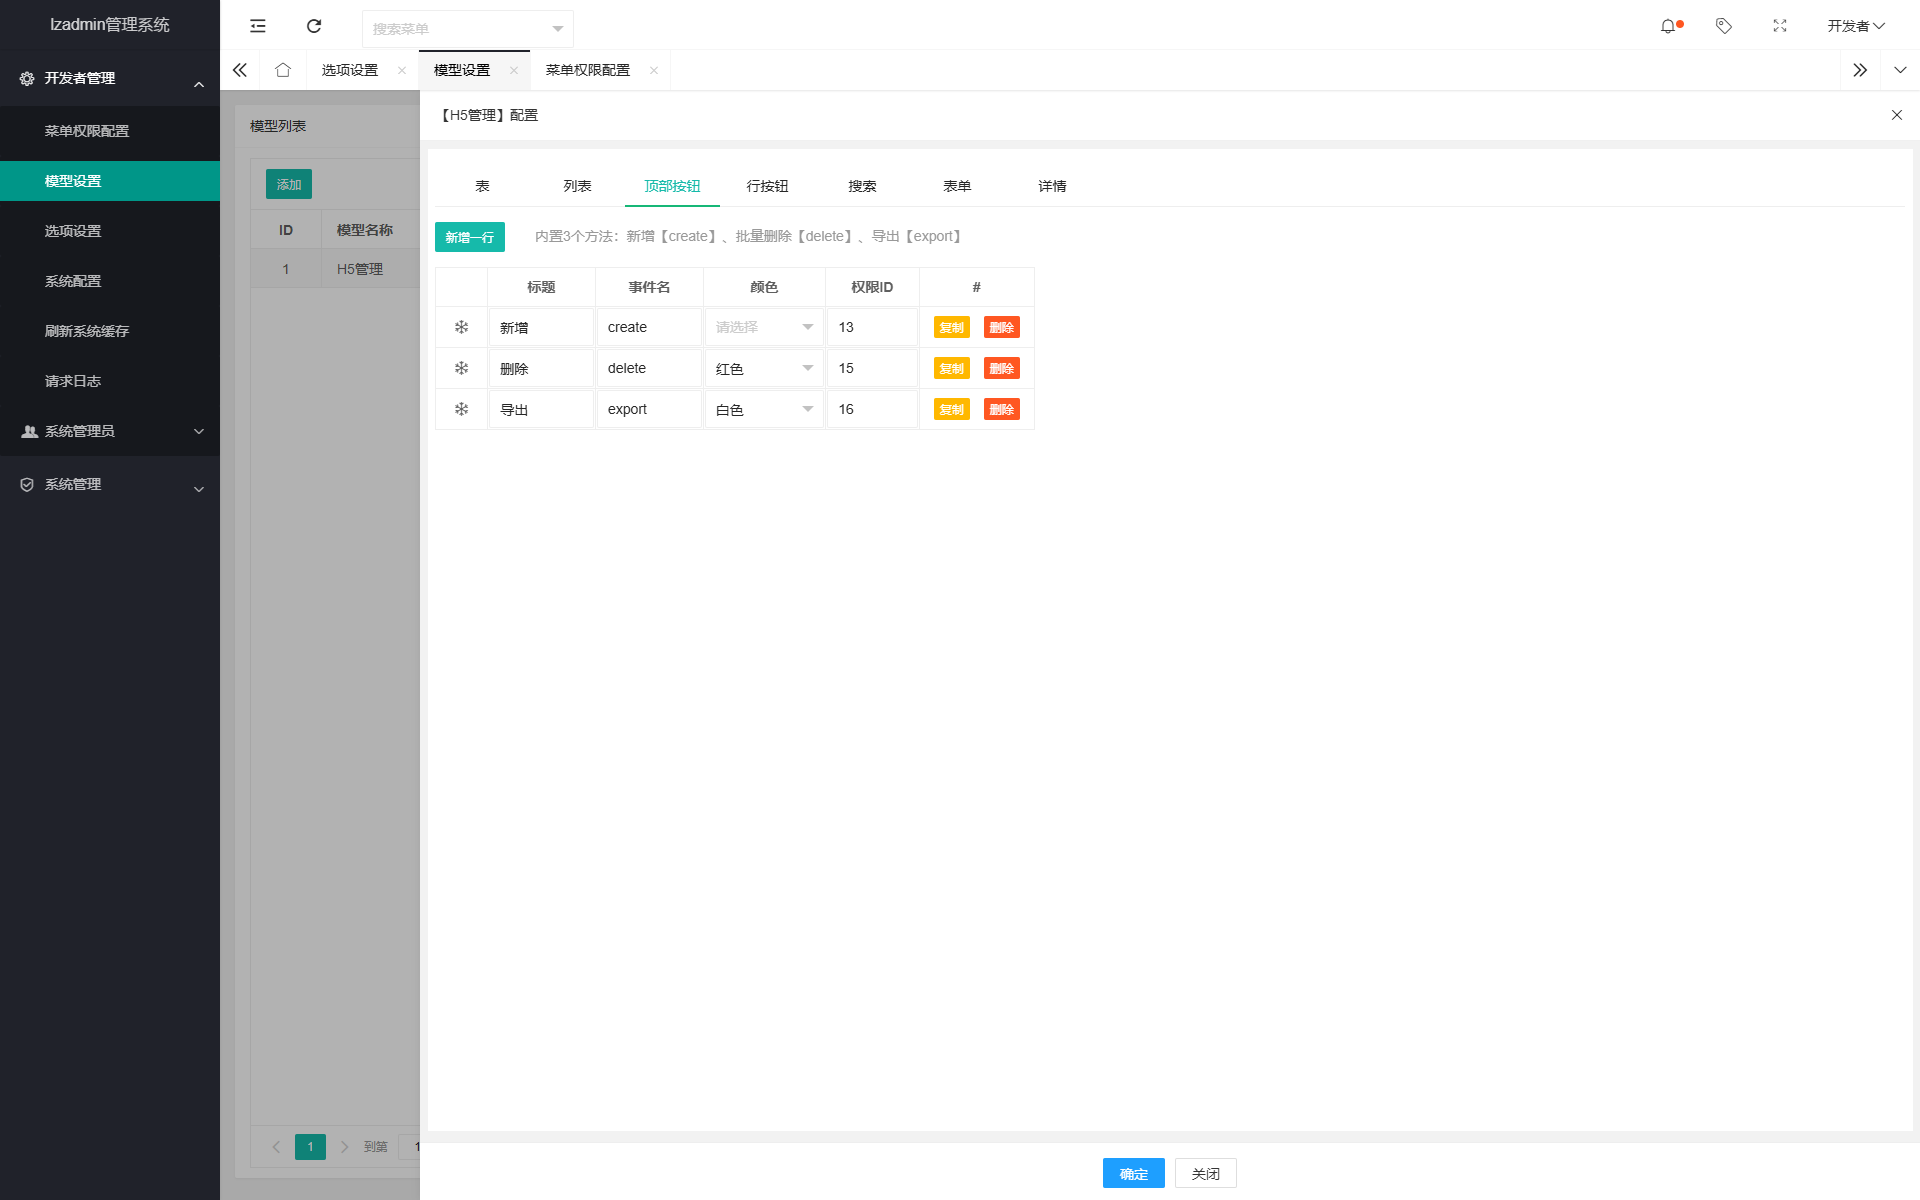 lzadmin管理系统
搜索菜单
开发者
开发者管理
菜单权限配置
模型设置
选项设置
系统配置
刷新系统缓存
请求日志
系统管理员
系统管理
选项设置
模型设置
菜单权限配置
模型列表
添加
ID 模型名称
1 H5管理
1 到第 1
【H5管理】配置
表 列表 顶部按钮 行按钮 搜索 表单 详情
新增一行 内置3个方法：新增【create】、批量删除【delete】、导出【export】
标题 事件名 颜色 权限ID #
新增 create 请选择 13 复制 删除
删除 delete 红色 15 复制 删除
导出 export 白色 16 复制 删除
确定 关闭